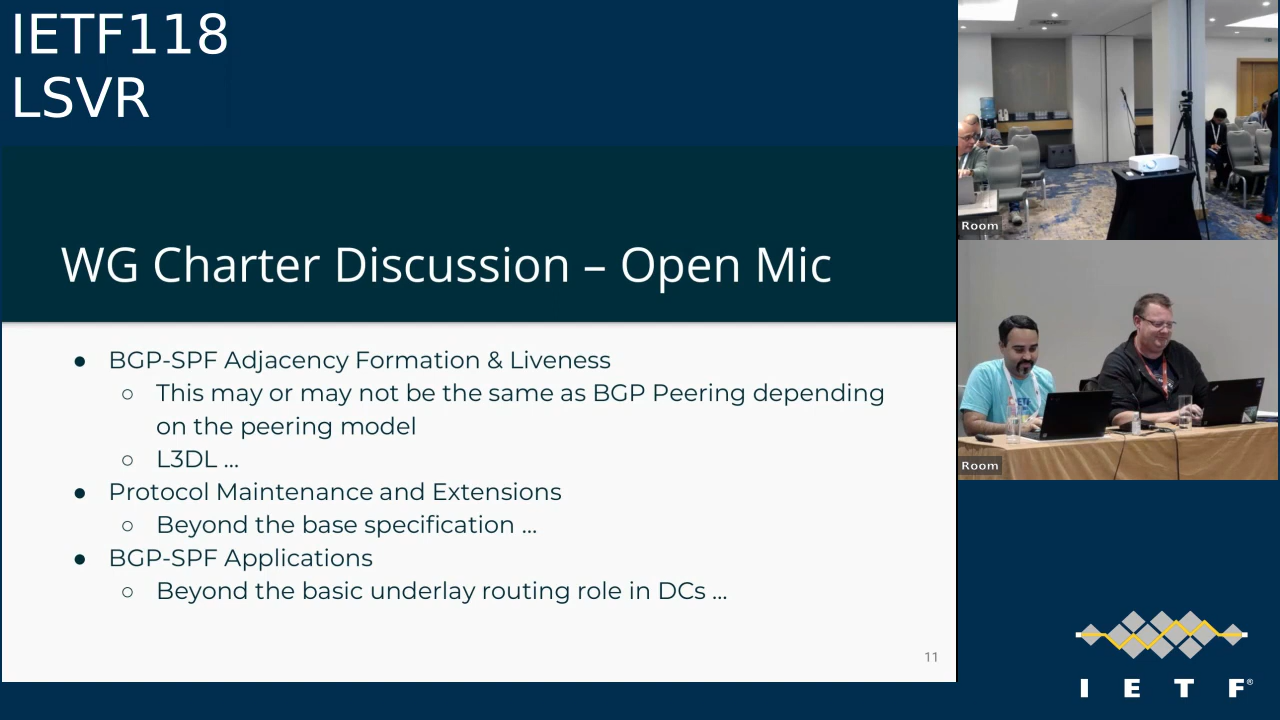 IETF118
LSVR
WG Charter Discussion – Open Mic
● BGP-SPF Adjacency Formation & Liveness
○ This may or may not be the same as BGP Peering depending
on the peering model
○ L3DL ...
● Protocol Maintenance and Extensions
○ Beyond the base specification ...
● BGP-SPF Applications
○ Beyond the basic underlay routing role in DCs ...
11
Room
Room
I E T F®